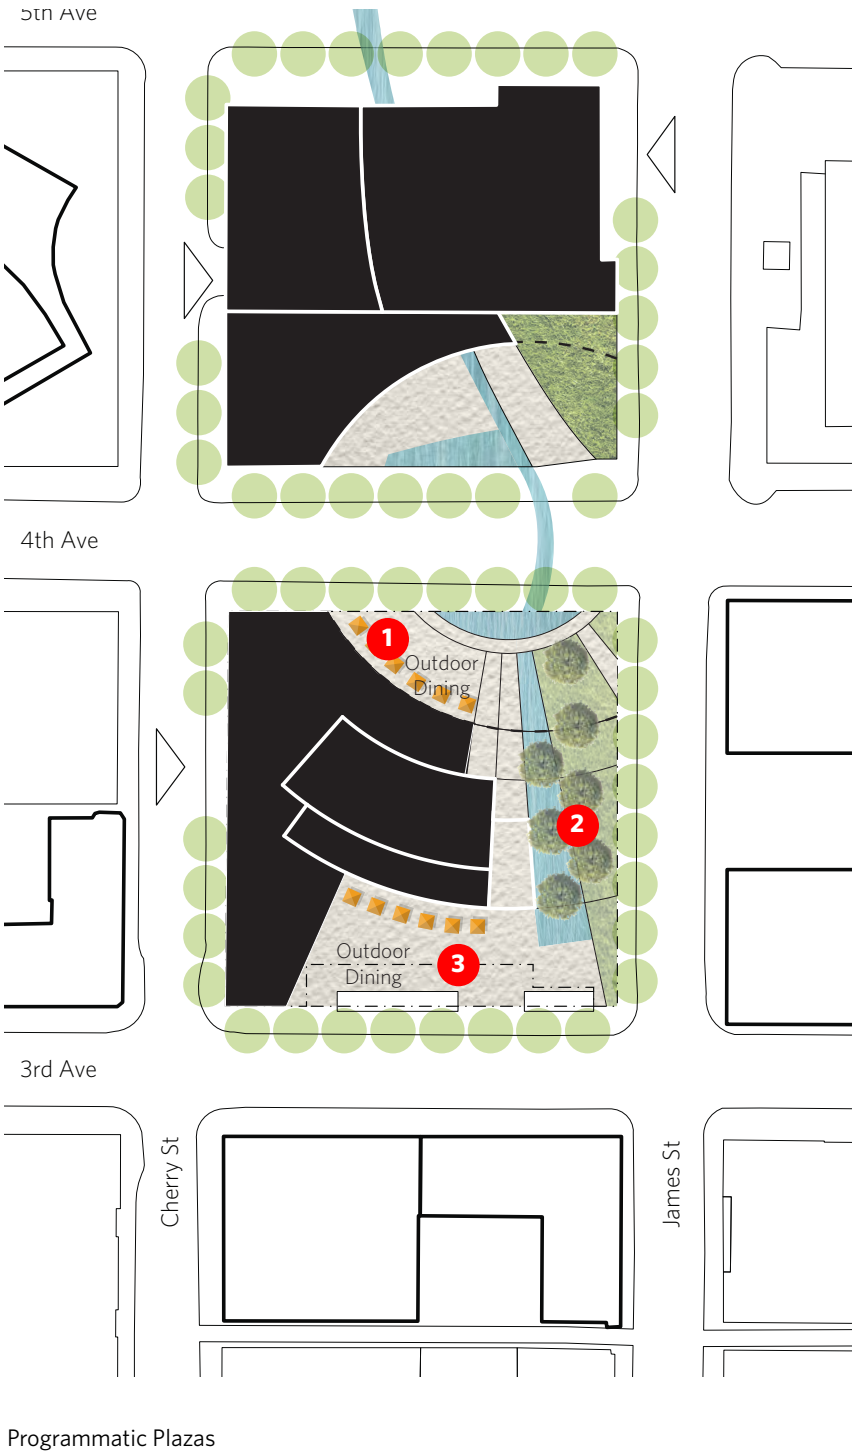 5th Ave
4th Ave
1
Outdoor
Dining
2
Outdoor
Dining
3
3rd Ave
Cherry St
James St
Programmatic Plazas